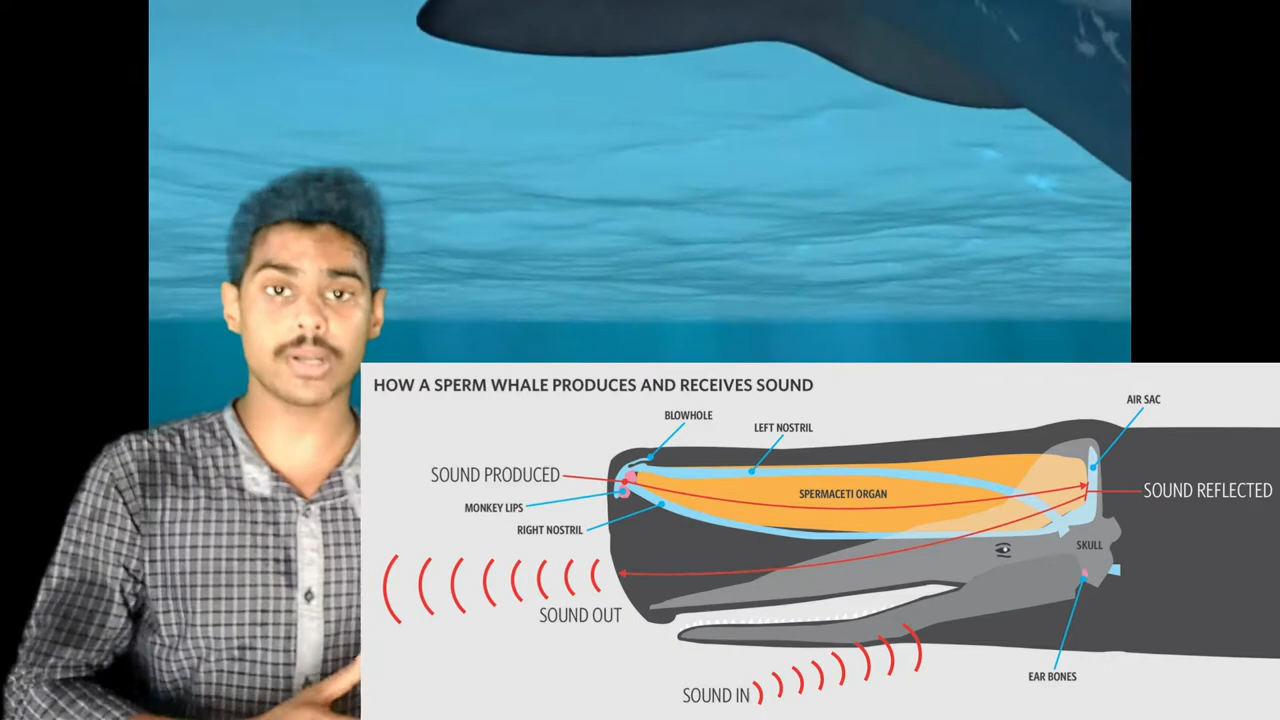 HOW A SPERM WHALE PRODUCES AND RECEIVES SOUND
AIR SAC
BLOWHOLE
LEFT NOSTRIL
SOUND PRODUCED
SPERMACETI ORGAN
SOUND REFLECTED
MONKEY LIPS
RIGHT NOSTRIL
SKULL
SOUND OUT
EAR BONES
SOUND IN